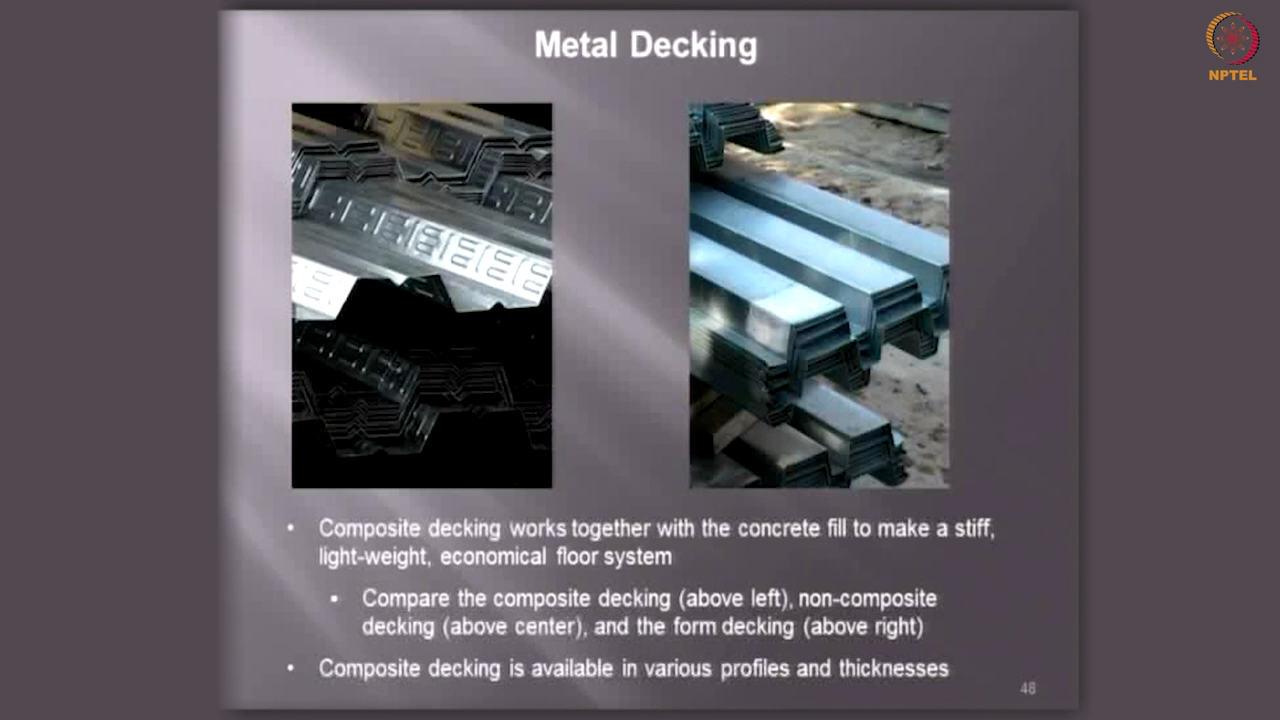 Metal Decking
NPTEL
• Composite decking works together with the concrete fill to make a stiff,
light-weight, economical floor system
• Compare the composite decking (above left), non-composite
decking (above center), and the form decking (above right)
• Composite decking is available in various profiles and thicknesses
48